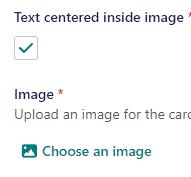 Text centered inside image *
Image *
Upload an image for the card
Choose an image